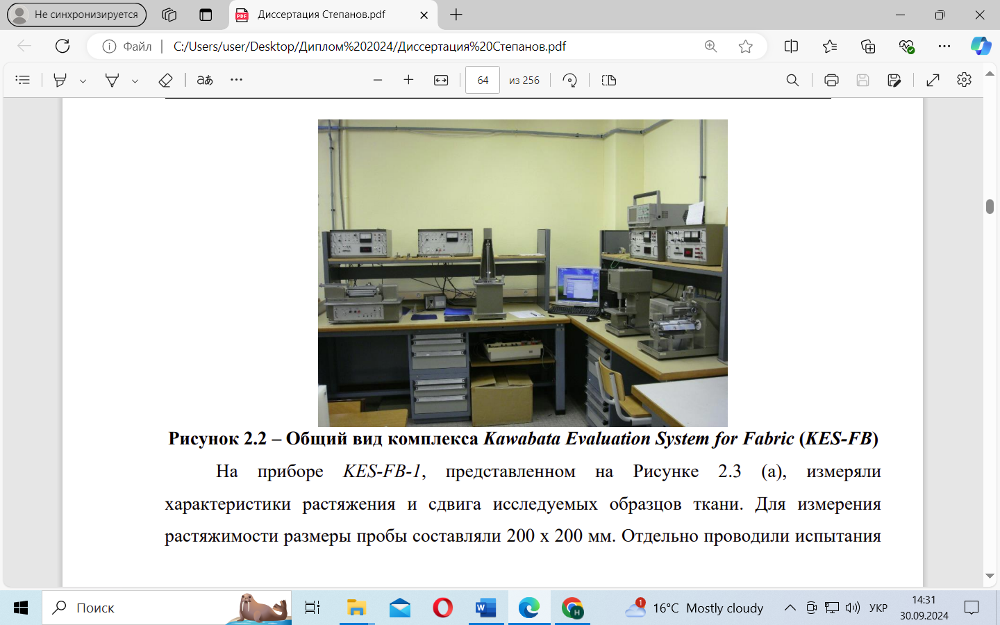 Не синхронизируется
Диссертация Степанов.pdf
Файл
C:/Users/user/Desktop/Диплом%202024/Диссертация%20Степанов.pdf
аあ
64 из 256
Рисунок 2.2 – Общий вид комплекса Kawabata Evaluation System for Fabric (KES-FB)
На приборе KES-FB-1, представленном на Рисунке 2.3 (а), измеряли
характеристики растяжения и сдвига исследуемых образцов ткани. Для измерения
растяжимости размеры пробы составляли 200 х 200 мм. Отдельно проводили испытания
Поиск
1
16°C Mostly cloudy
УКР
14:31
30.09.2024